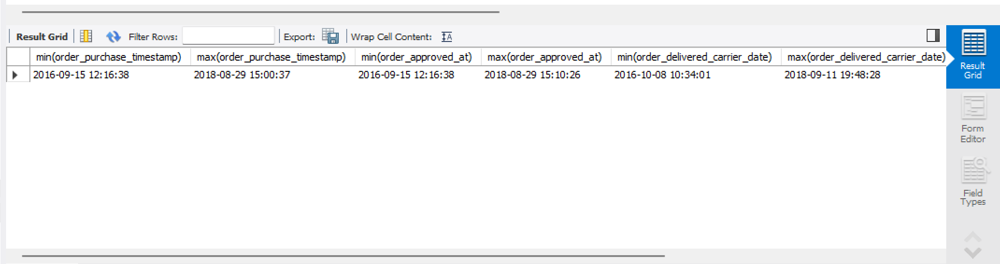 Result Grid Filter Rows: Export: Wrap Cell Content:
min(order_purchase_timestamp) max(order_purchase_timestamp) min(order_approved_at) max(order_approved_at) min(order_delivered_carrier_date) max(order_delivered_carrier_date)
2016-09-15 12:16:38 2018-08-29 15:00:37 2016-09-15 12:16:38 2018-08-29 15:10:26 2016-10-08 10:34:01 2018-09-11 19:48:28
Result
Grid
Form
Editor
Field
Types